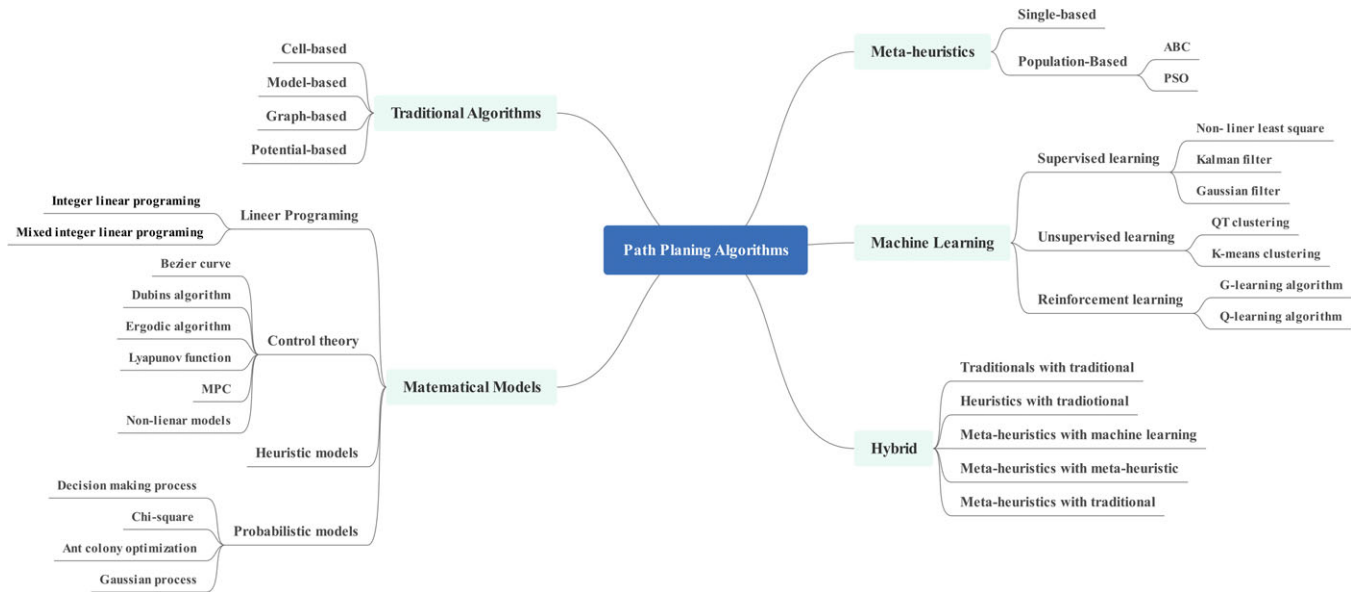 Path Planing Algorithms
Traditional Algorithms
Cell-based
Model-based
Graph-based
Potential-based
Matematical Models
Lineer Programing
Integer linear programing
Mixed integer linear programing
Control theory
Bezier curve
Dubins algorithm
Ergodic algorithm
Lyapunov function
MPC
Non-lienar models
Heuristic models
Probabilistic models
Decision making process
Chi-square
Ant colony optimization
Gaussian process
Meta-heuristics
Single-based
Population-Based
ABC
PSO
Machine Learning
Supervised learning
Non- liner least square
Kalman filter
Gaussian filter
Unsupervised learning
QT clustering
K-means clustering
Reinforcement learning
G-learning algorithm
Q-learning algorithm
Hybrid
Traditionals with traditional
Heuristics with tradiotional
Meta-heuristics with machine learning
Meta-heuristics with meta-heuristic
Meta-heuristics with traditional